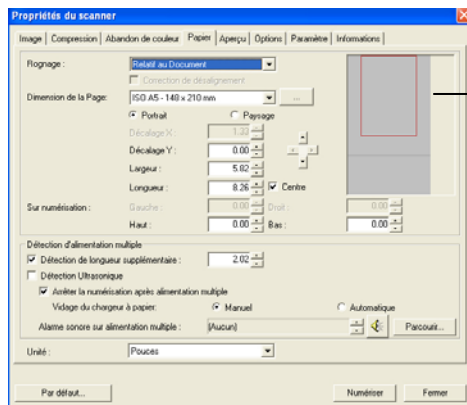 Propriétés du scanner
Image Compression Abandon de couleur Papier Aperçu Options Paramètre Informations
Rognage : Relatif au Document
Correction de désalignement
Dimension de la Page: ISO A5 - 148 x 210 mm ...
Portrait Paysage
Décalage X : 1.33
Décalage Y : 0.00
Largeur : 5.82
Longueur : 8.26 Centre
Sur numérisation : Gauche : 0.00 Droit : 0.00
Haut : 0.00 Bas : 0.00
Détection d'alimentation multiple
Détection de longueur supplémentaire : 2.02
Détection Ultrasonique
Arrêter la numérisation après alimentation multiple
Vidage du chargeur à papier: Manuel Automatique
Alarme sonore sur alimentation multiple : (Aucun) Parcourir...
Unité : Pouces
Par défaut... Numériser Fermer